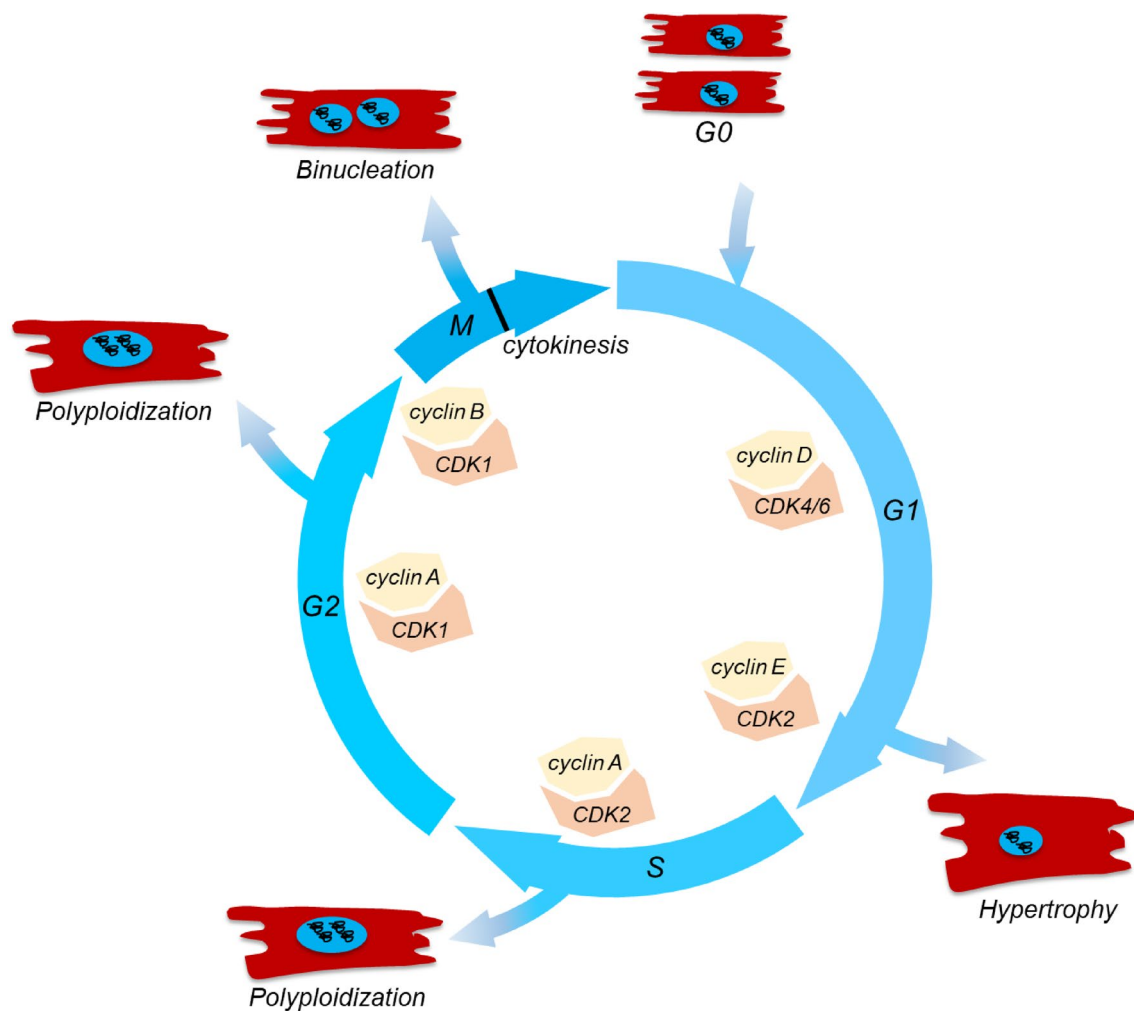 G0
Binucleation
M
cytokinesis
Polyploidization
cyclin B
CDK1
cyclin D
CDK4/6
G1
cyclin A
CDK1
G2
cyclin E
CDK2
cyclin A
CDK2
S
Hypertrophy
Polyploidization